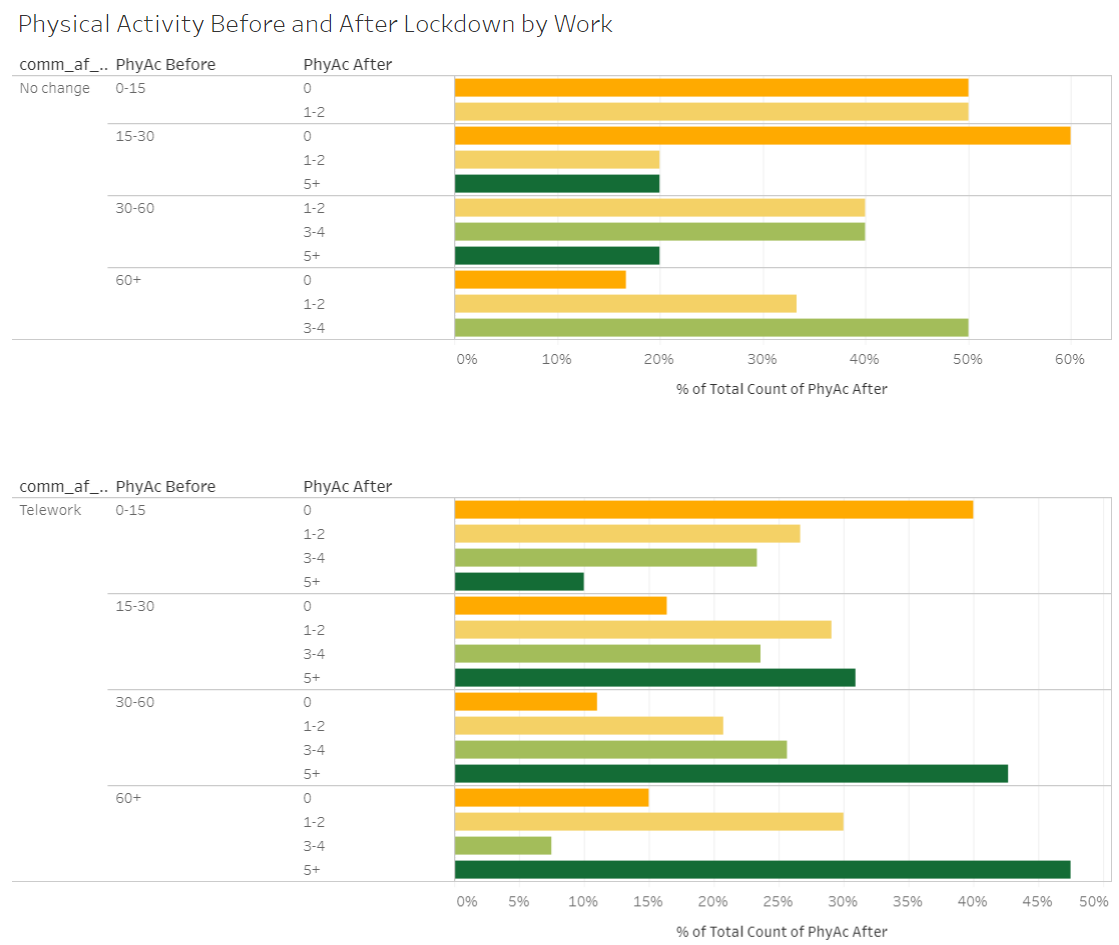 Physical Activity Before and After Lockdown by Work
comm_af_.. PhyAc Before PhyAc After
No change 0-15 0
1-2
15-30 0
1-2
5+
30-60 1-2
3-4
5+
60+ 0
1-2
3-4
0% 10% 20% 30% 40% 50% 60%
% of Total Count of PhyAc After
comm_af_.. PhyAc Before PhyAc After
Telework 0-15 0
1-2
3-4
5+
15-30 0
1-2
3-4
5+
30-60 0
1-2
3-4
5+
60+ 0
1-2
3-4
5+
0% 5% 10% 15% 20% 25% 30% 35% 40% 45% 50%
% of Total Count of PhyAc After